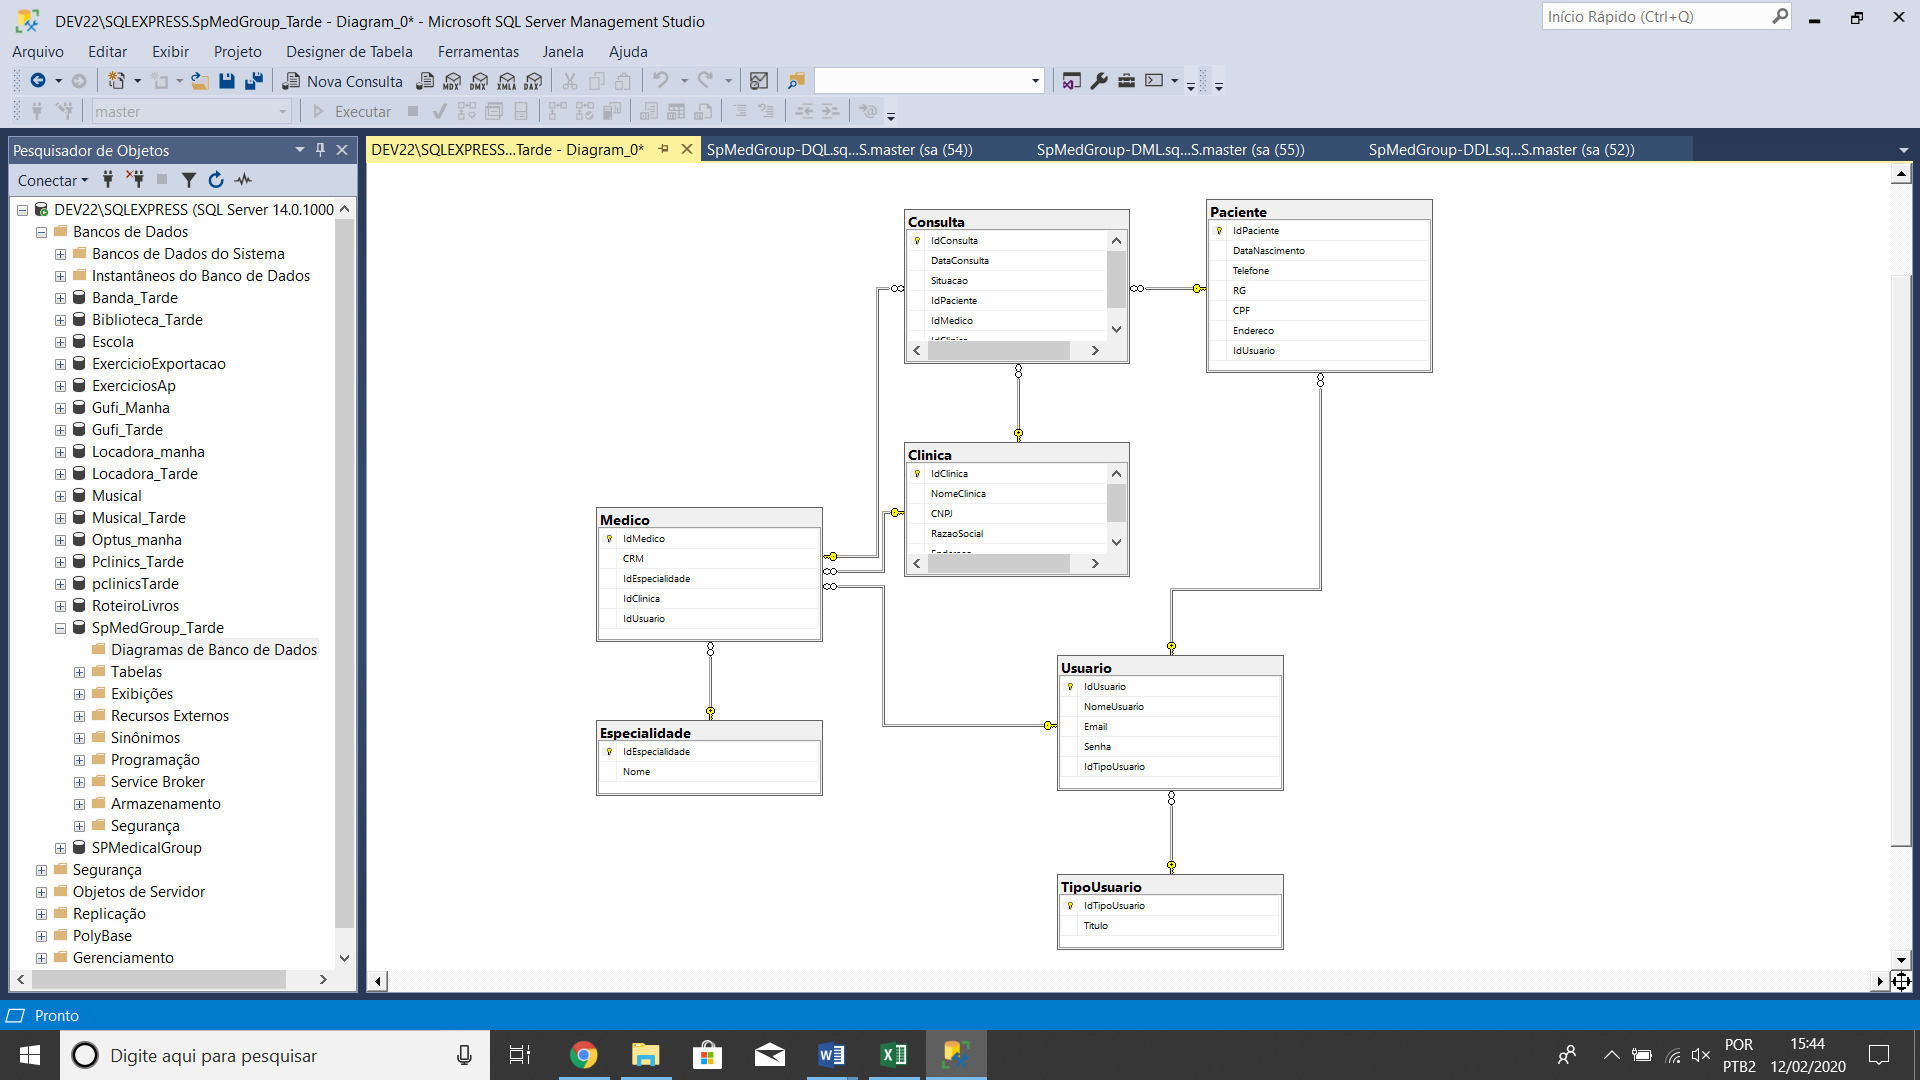 DEV22\SQLEXPRESS.SpMedGroup_Tarde - Diagram_0* - Microsoft SQL Server Management Studio
Início Rápido (Ctrl+Q)
Arquivo Editar Exibir Projeto Designer de Tabela Ferramentas Janela Ajuda
Nova Consulta MDX DMX XMLA DAX
master Executar
Pesquisador de Objetos
DEV22\SQLEXPRESS...Tarde - Diagram_0* SpMedGroup-DQL.sq...S.master (sa (54)) SpMedGroup-DML.sq...S.master (sa (55)) SpMedGroup-DDL.sq...S.master (sa (52))
Conectar
DEV22\SQLEXPRESS (SQL Server 14.0.1000
Bancos de Dados
Bancos de Dados do Sistema
Instantâneos do Banco de Dados
Banda_Tarde
Biblioteca_Tarde
Escola
ExercicioExportacao
ExerciciosAp
Gufi_Manha
Gufi_Tarde
Locadora_manha
Locadora_Tarde
Musical
Musical_Tarde
Optus_manha
Pclinics_Tarde
pclinicsTarde
RoteiroLivros
SpMedGroup_Tarde
Diagramas de Banco de Dados
Tabelas
Exibições
Recursos Externos
Sinônimos
Programação
Service Broker
Armazenamento
Segurança
SPMedicalGroup
Segurança
Objetos de Servidor
Replicação
PolyBase
Gerenciamento
Consulta
IdConsulta
DataConsulta
Situacao
IdPaciente
IdMedico
IdClinica
Paciente
IdPaciente
DataNascimento
Telefone
RG
CPF
Endereco
IdUsuario
Clinica
IdClinica
NomeClinica
CNPJ
RazaoSocial
Endereco
Medico
IdMedico
CRM
IdEspecialidade
IdClinica
IdUsuario
Especialidade
IdEspecialidade
Nome
Usuario
IdUsuario
NomeUsuario
Email
Senha
IdTipoUsuario
TipoUsuario
IdTipoUsuario
Titulo
Pronto
Digite aqui para pesquisar
POR
PTB2
15:44
12/02/2020